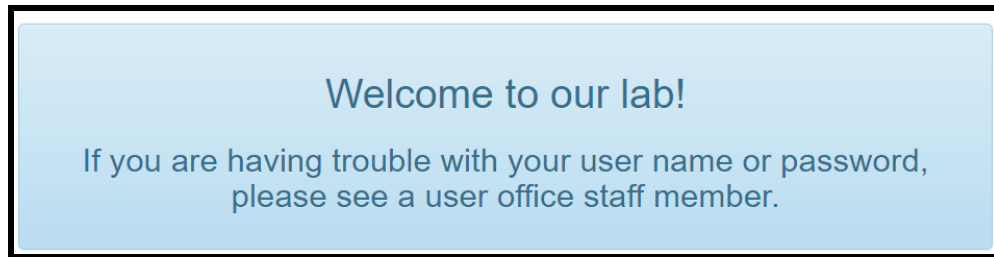 Welcome to our lab!
If you are having trouble with your user name or password,
please see a user office staff member.